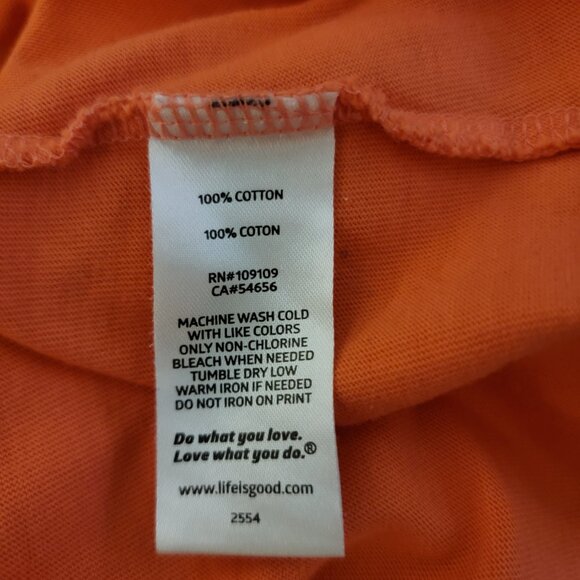 100% COTTON
100% COTON
RN#109109
CA#54656
MACHINE WASH COLD
WITH LIKE COLORS
ONLY NON-CHLORINE
BLEACH WHEN NEEDED
TUMBLE DRY LOW
WARM IRON IF NEEDED
DO NOT IRON ON PRINT
Do what you love.
Love what you do.®
www.lifeisgood.com
2554